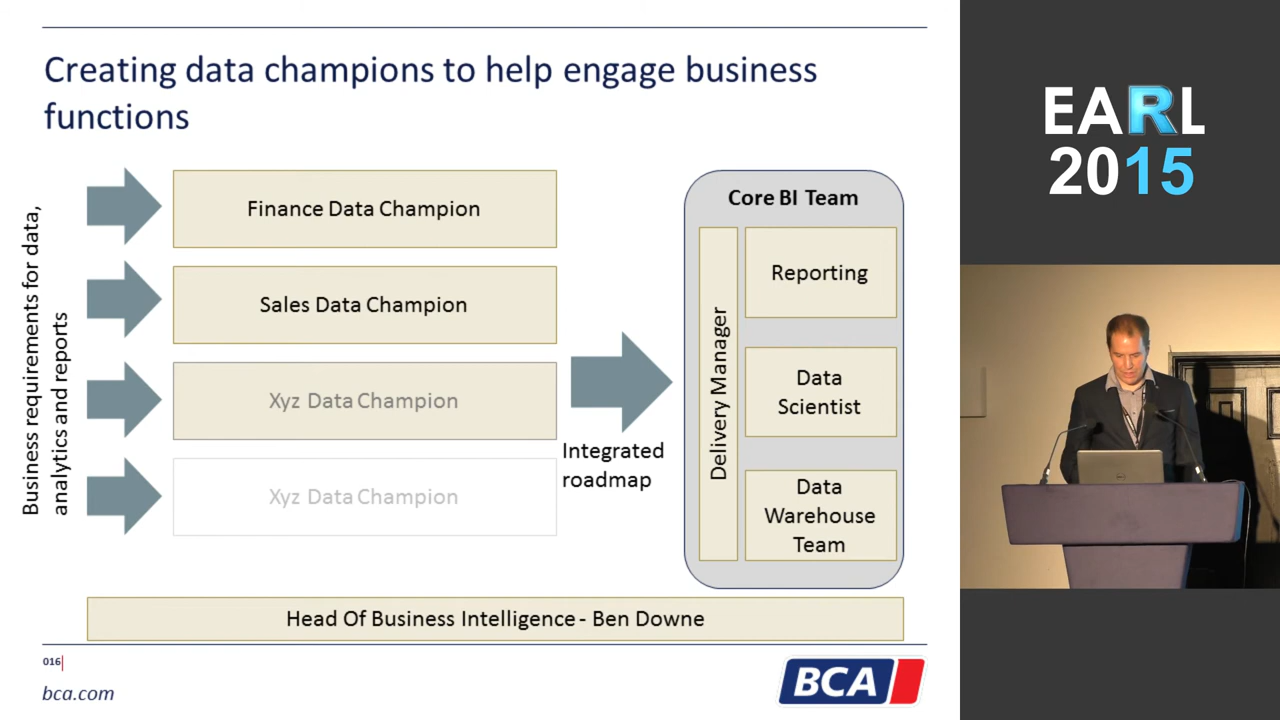 Creating data champions to help engage business
functions
Business requirements for data,
analytics and reports
Finance Data Champion
Sales Data Champion
Xyz Data Champion
Xyz Data Champion
Integrated
roadmap
Core BI Team
Delivery Manager
Reporting
Data
Scientist
Data
Warehouse
Team
Head Of Business Intelligence - Ben Downe
016
bca.com
BCA
EARL
2015